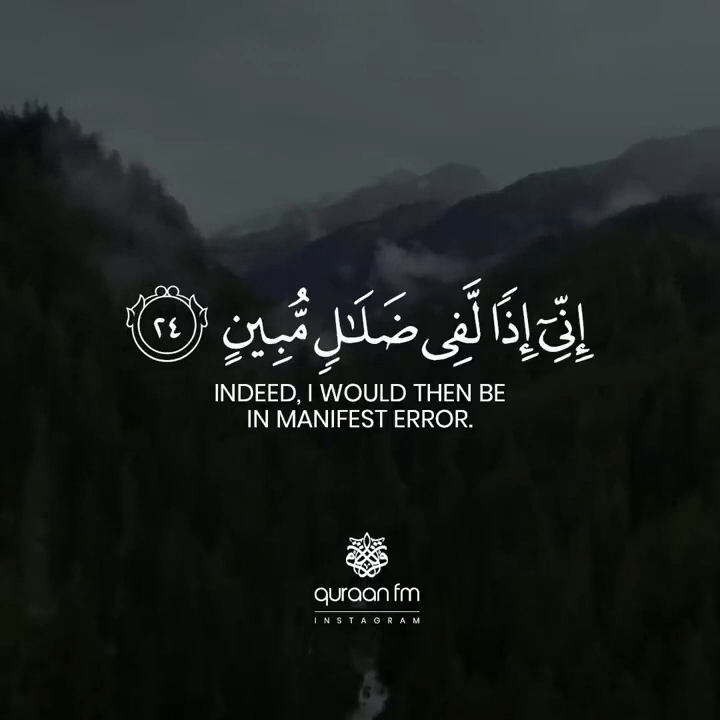 إِنِّىٓ إِذًا لَّفِى ضَلَـٰلٍ مُّبِينٍ ٢٤
INDEED, I WOULD THEN BE
IN MANIFEST ERROR.
quraan fm
INSTAGRAM